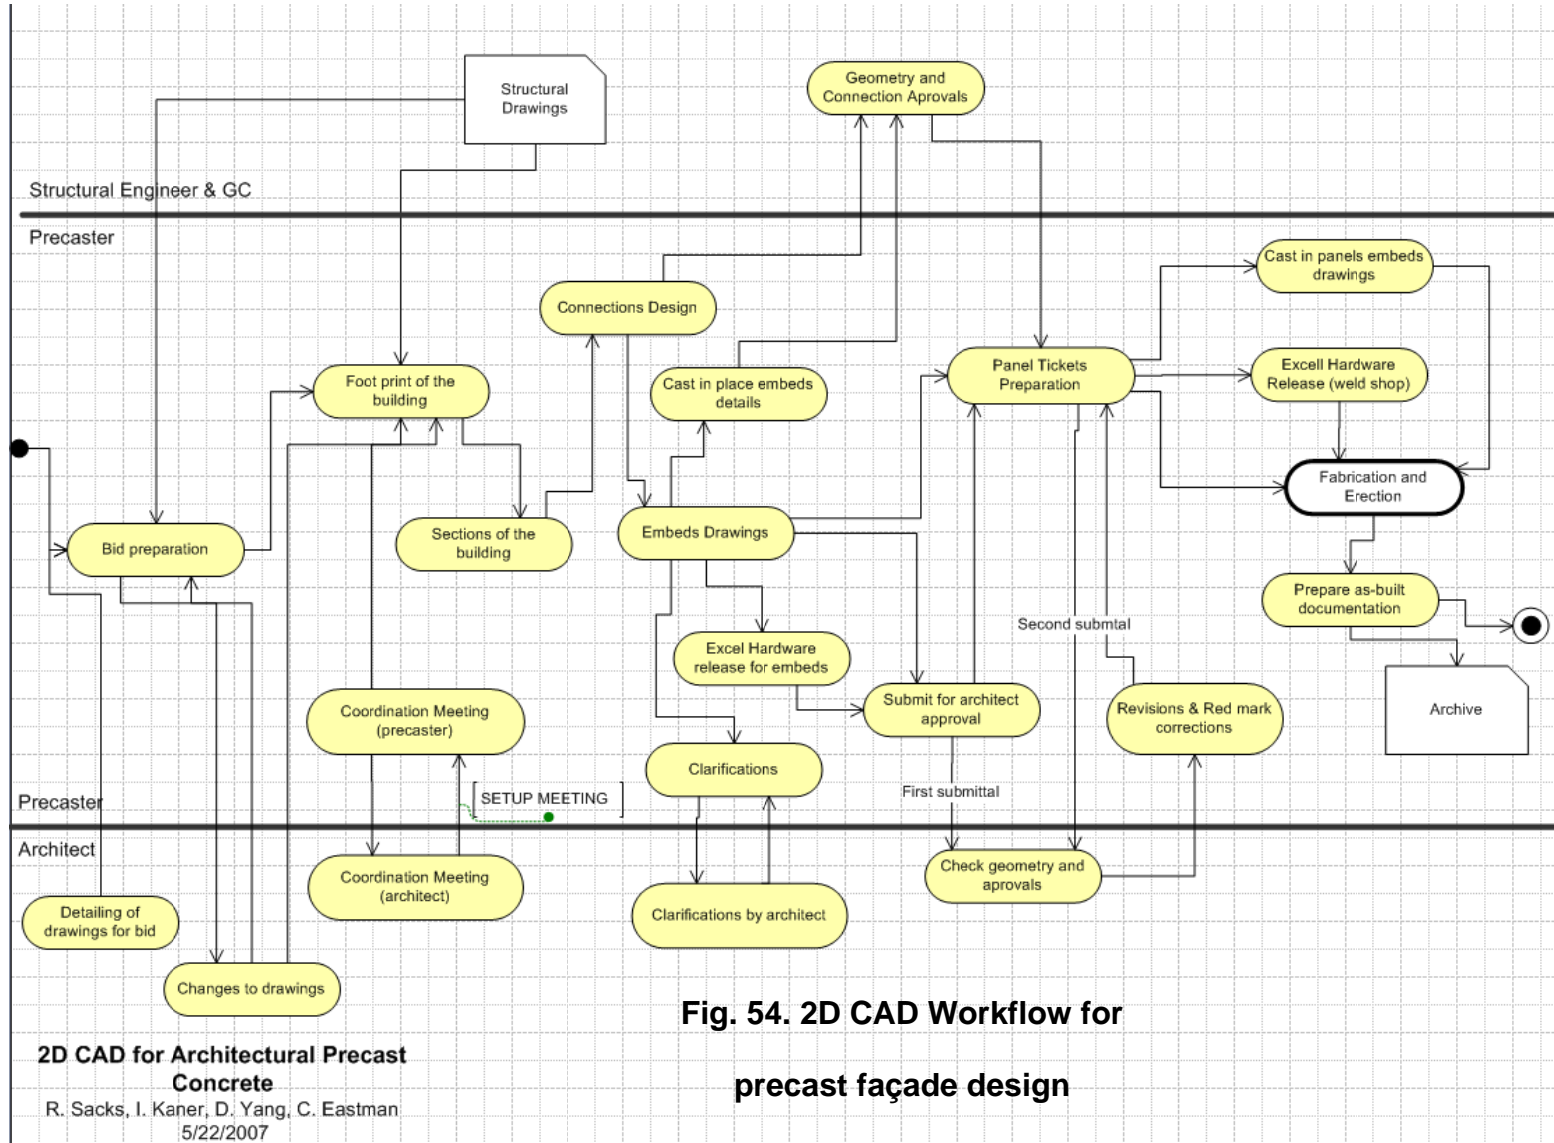 Structural
Drawings
Geometry and
Connection Aprovals
Structural Engineer & GC
Precaster
Cast in panels embeds
drawings
Connections Design
Foot print of the
building
Cast in place embeds
details
Panel Tickets
Preparation
Excell Hardware
Release (weld shop)
Fabrication and
Erection
Bid preparation
Sections of the
building
Embeds Drawings
Prepare as-built
documentation
Second submtal
Excel Hardware
release for embeds
Coordination Meeting
(precaster)
Submit for architect
approval
Revisions & Red mark
corrections
Archive
Clarifications
First submittal
SETUP MEETING
Precaster
Architect
Coordination Meeting
(architect)
Check geometry and
aprovals
Detailing of
drawings for bid
Clarifications by architect
Changes to drawings
Fig. 54. 2D CAD Workflow for
precast façade design
2D CAD for Architectural Precast
Concrete
R. Sacks, I. Kaner, D. Yang, C. Eastman
5/22/2007